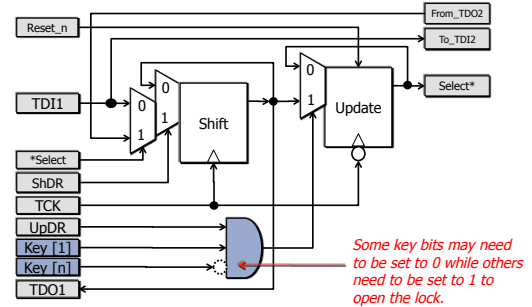 From_TDO2
Reset_n
To_TDI2
0
0
Select*
TDI1
0
1
Update
1
Shift
*Select
ShDR
TCK
UpDR
Key [1]
Key [n]
TDO1
Some key bits may need
to be set to 0 while others
need to be set to 1 to
open the lock.